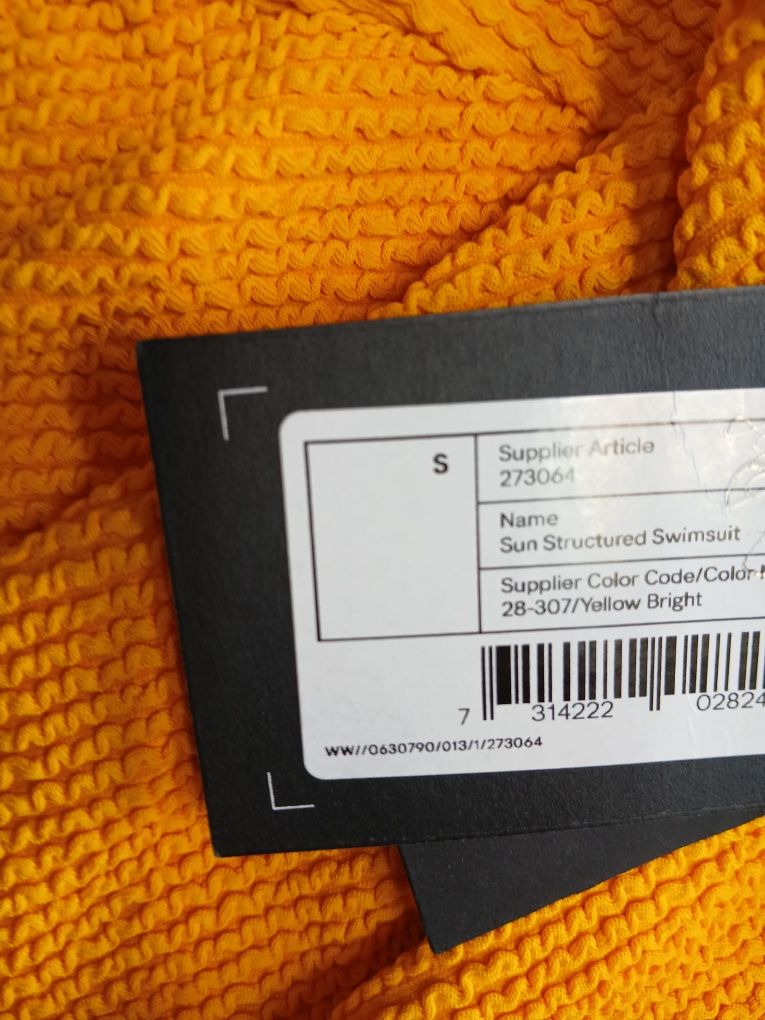 S
Supplier Article
273064
Name
Sun Structured Swimsuit
Supplier Color Code/Color
28-307/Yellow Bright
7 314222 02824
WW//0630790/013/1/273064